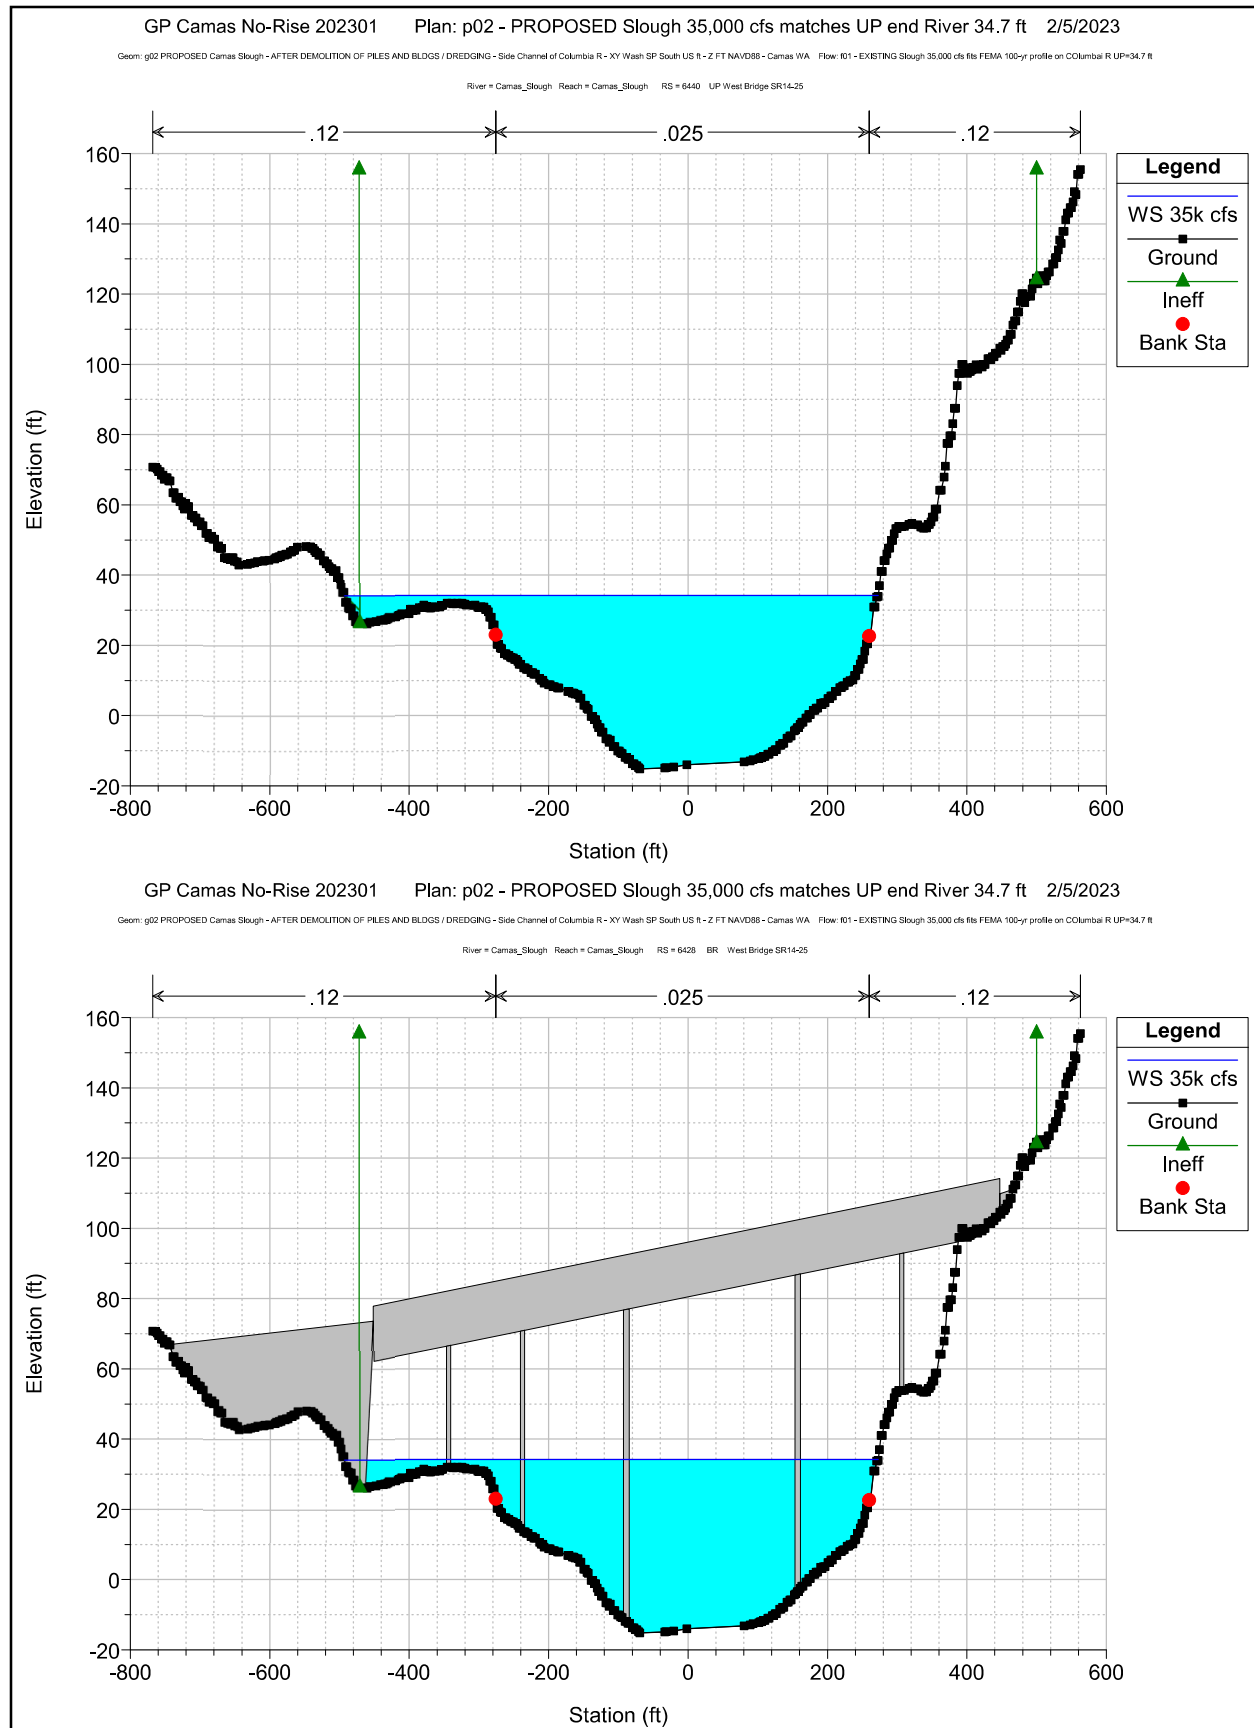 GP Camas No-Rise 202301 Plan: p02 - PROPOSED Slough 35,000 cfs matches UP end River 34.7 ft 2/5/2023
Geom: g02 PROPOSED Camas Slough - AFTER DEMOLITION OF PILES AND BLDGS / DREDGING - Side Channel of Columbia R - XY Wash SP South US ft - Z FT NAVD88 - Camas WA Flow: f01 - EXISTING Slough 35,000 cfs fits FEMA 100-yr profile on COlumbai R UP=34.7 ft
River = Camas_Slough Reach = Camas_Slough RS = 6440 UP West Bridge SR14-25
.12 .025 .12
160
140
120
100
80
60
40
20
0
-20
-800 -600 -400 -200 0 200 400 600
Station (ft)
Elevation (ft)
Legend
WS 35k cfs
Ground
Ineff
Bank Sta
GP Camas No-Rise 202301 Plan: p02 - PROPOSED Slough 35,000 cfs matches UP end River 34.7 ft 2/5/2023
Geom: g02 PROPOSED Camas Slough - AFTER DEMOLITION OF PILES AND BLDGS / DREDGING - Side Channel of Columbia R - XY Wash SP South US ft - Z FT NAVD88 - Camas WA Flow: f01 - EXISTING Slough 35,000 cfs fits FEMA 100-yr profile on COlumbai R UP=34.7 ft
River = Camas_Slough Reach = Camas_Slough RS = 6428 BR West Bridge SR14-25
.12 .025 .12
160
140
120
100
80
60
40
20
0
-20
-800 -600 -400 -200 0 200 400 600
Station (ft)
Elevation (ft)
Legend
WS 35k cfs
Ground
Ineff
Bank Sta